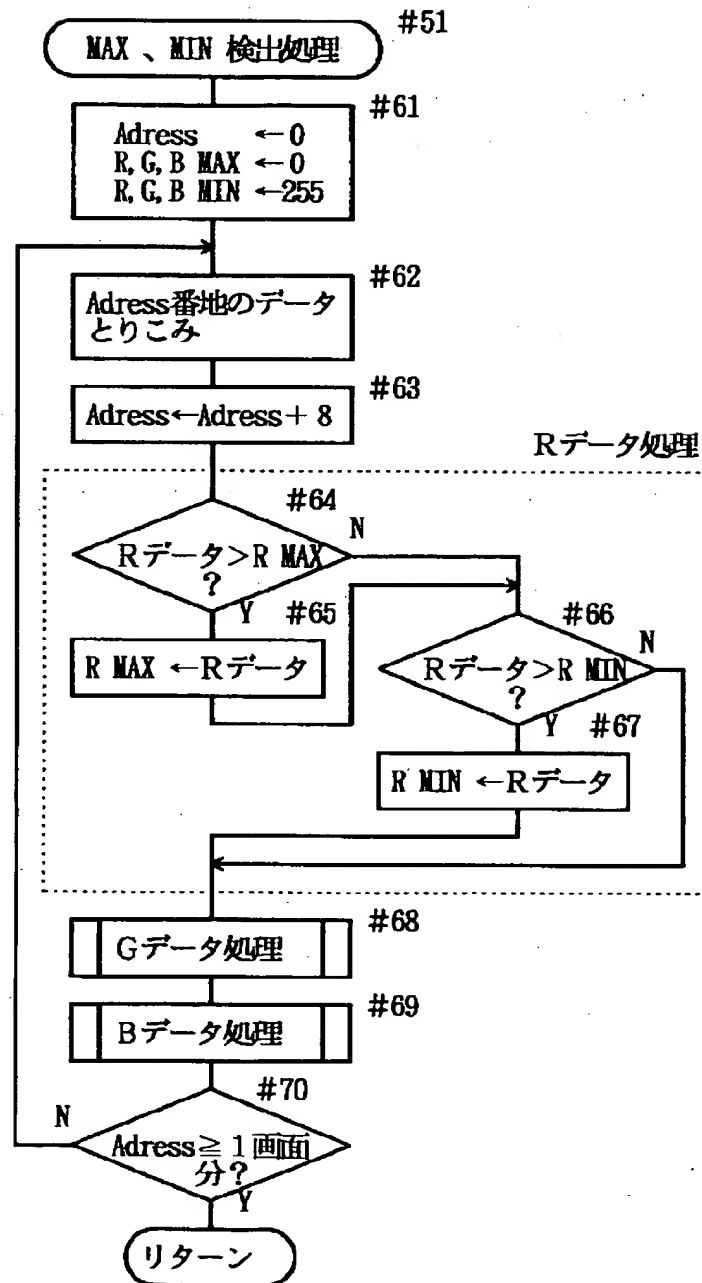 #51
MAX 、MIN 検出処理
#61
Adress ←0
R,G,B MAX ←0
R,G,B MIN ←255
#62
Adress番地のデータ
とりこみ
#63
Adress←Adress+8
Rデータ処理
#64
N
Rデータ>R MAX
?
Y
#65
R MAX ←Rデータ
#66
N
Rデータ>R MIN
?
Y
#67
R MIN ←Rデータ
#68
Gデータ処理
#69
Bデータ処理
#70
N
Adress≧1画面
分?
Y
リターン